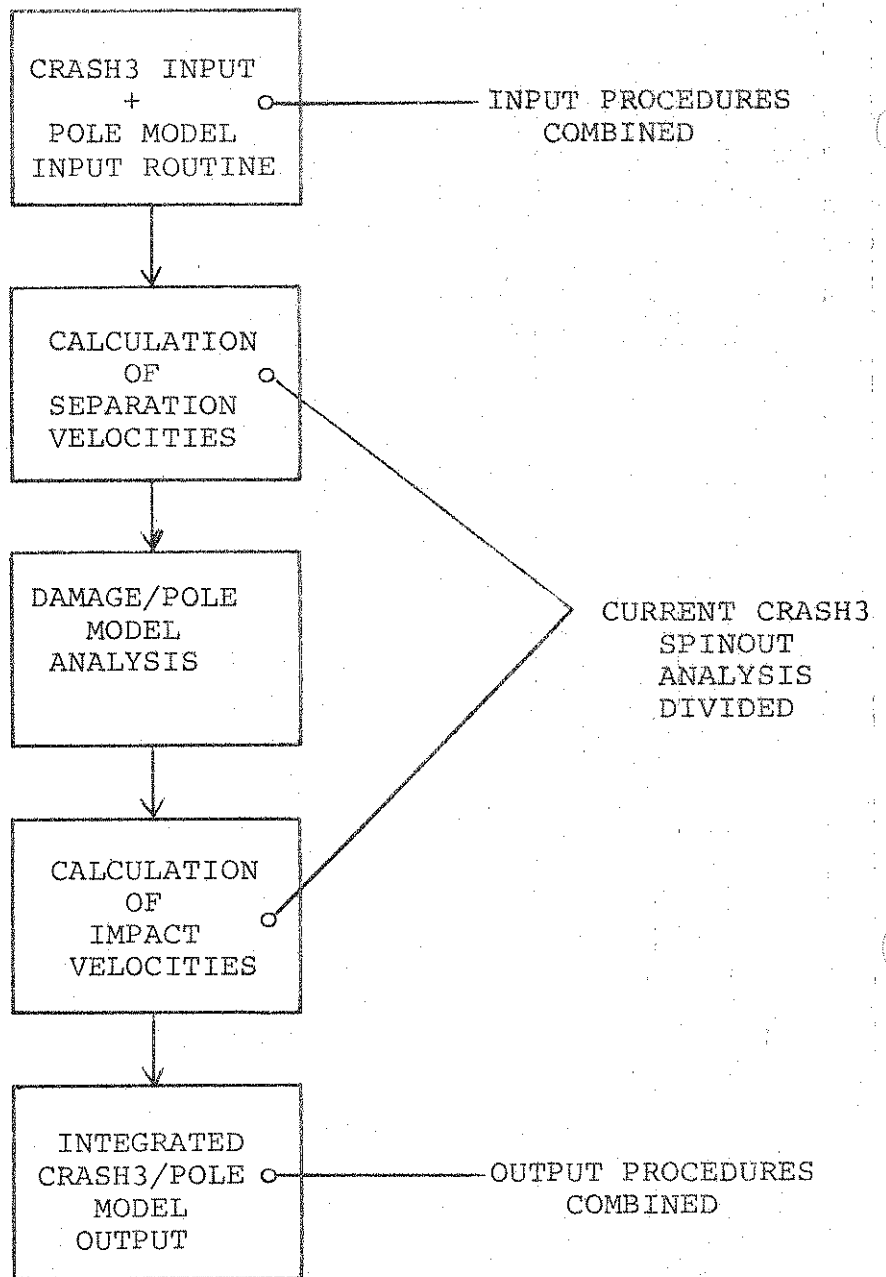 CRASH3 INPUT
+
POLE MODEL
INPUT ROUTINE
INPUT PROCEDURES
COMBINED
CALCULATION
OF
SEPARATION
VELOCITIES
DAMAGE/POLE
MODEL
ANALYSIS
CURRENT CRASH3
SPINOUT
ANALYSIS
DIVIDED
CALCULATION
OF
IMPACT
VELOCITIES
INTEGRATED
CRASH3/POLE
MODEL
OUTPUT
OUTPUT PROCEDURES
COMBINED